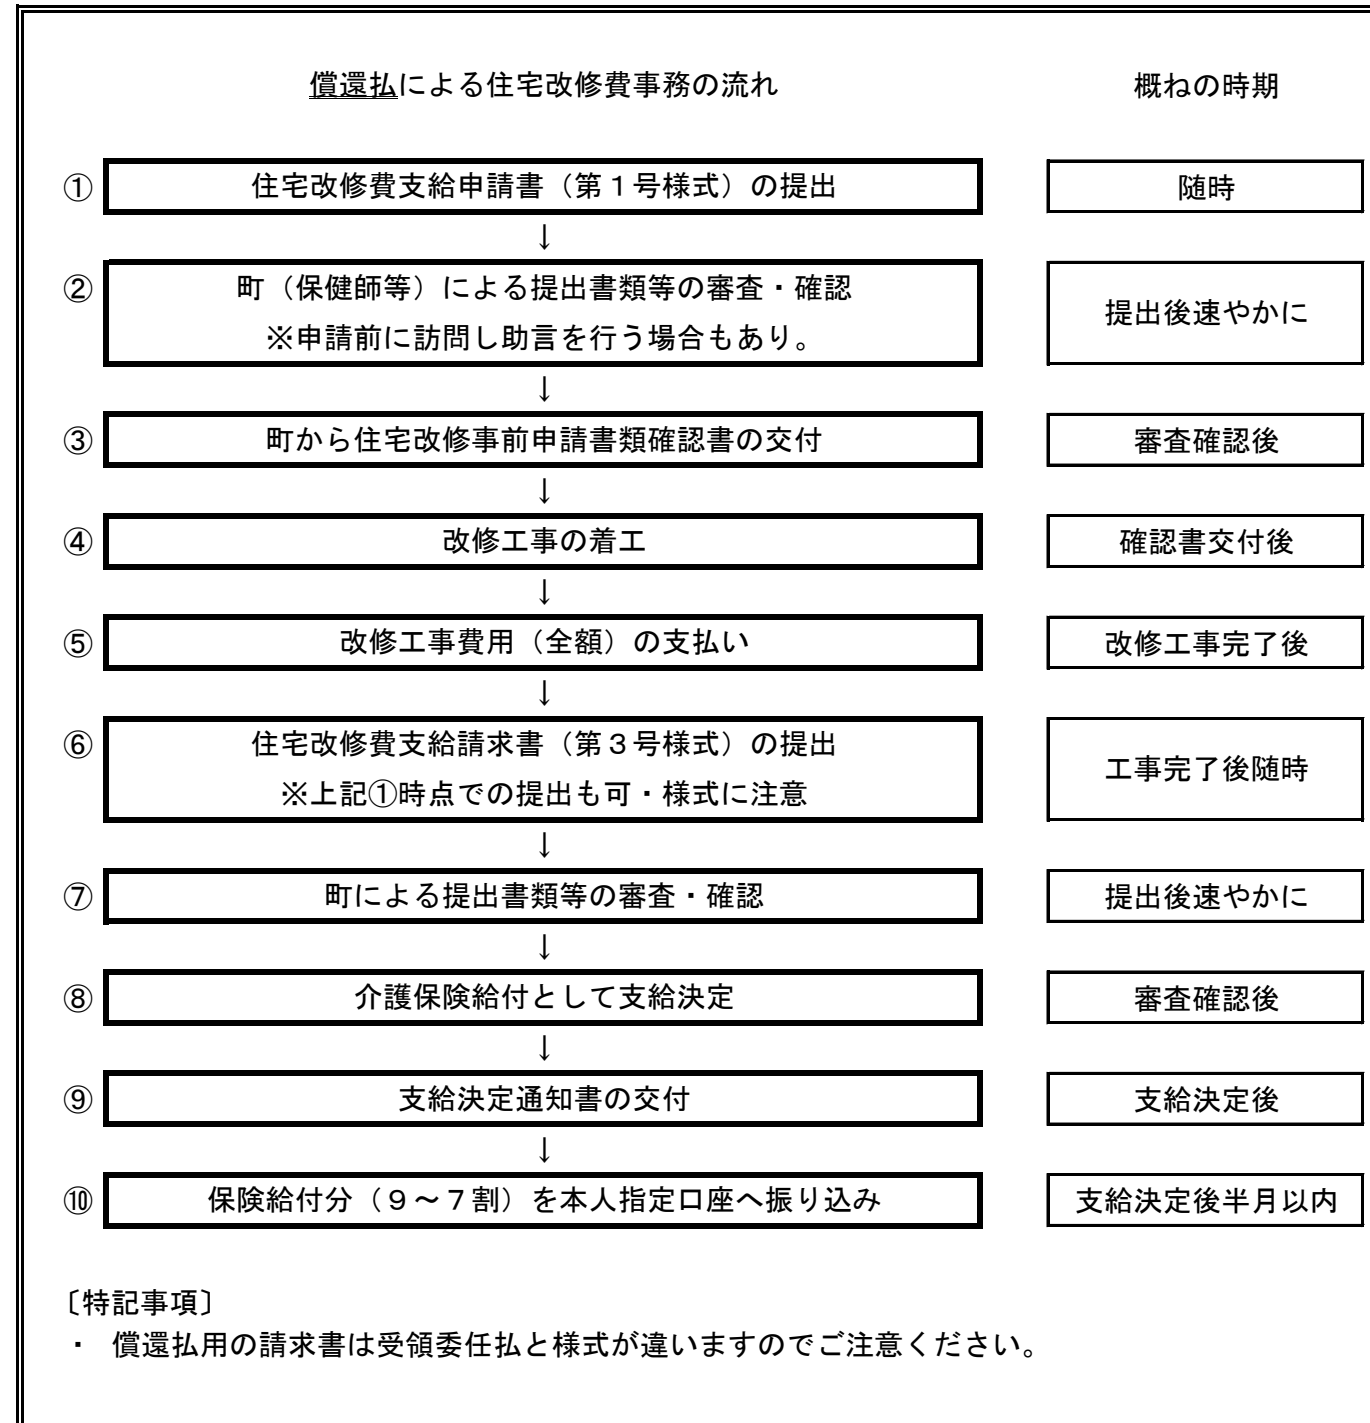 償還払による住宅改修費事務の流れ 概ねの時期
① 住宅改修費支給申請書（第１号様式）の提出 随時
↓
② 町（保健師等）による提出書類等の審査・確認
※申請前に訪問し助言を行う場合もあり。
提出後速やかに
↓
③ 町から住宅改修事前申請書類確認書の交付 審査確認後
↓
④ 改修工事の着工 確認書交付後
↓
⑤ 改修工事費用（全額）の支払い 改修工事完了後
↓
⑥ 住宅改修費支給請求書（第３号様式）の提出
※上記①時点での提出も可・様式に注意
工事完了後随時
↓
⑦ 町による提出書類等の審査・確認 提出後速やかに
↓
⑧ 介護保険給付として支給決定 審査確認後
↓
⑨ 支給決定通知書の交付 支給決定後
↓
⑩ 保険給付分（９～７割）を本人指定口座へ振り込み 支給決定後半月以内
〔特記事項〕
・ 償還払用の請求書は受領委任払と様式が違いますのでご注意ください。